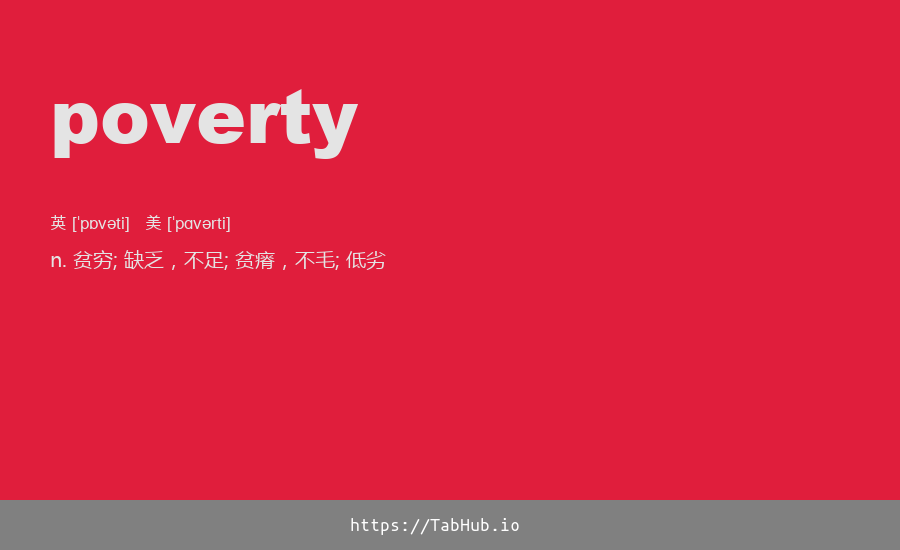 poverty
英 [ˈpɒvəti] 美 [ˈpɑvərti]
n. 贫穷; 缺乏，不足; 贫瘠，不毛; 低劣
https://TabHub.io